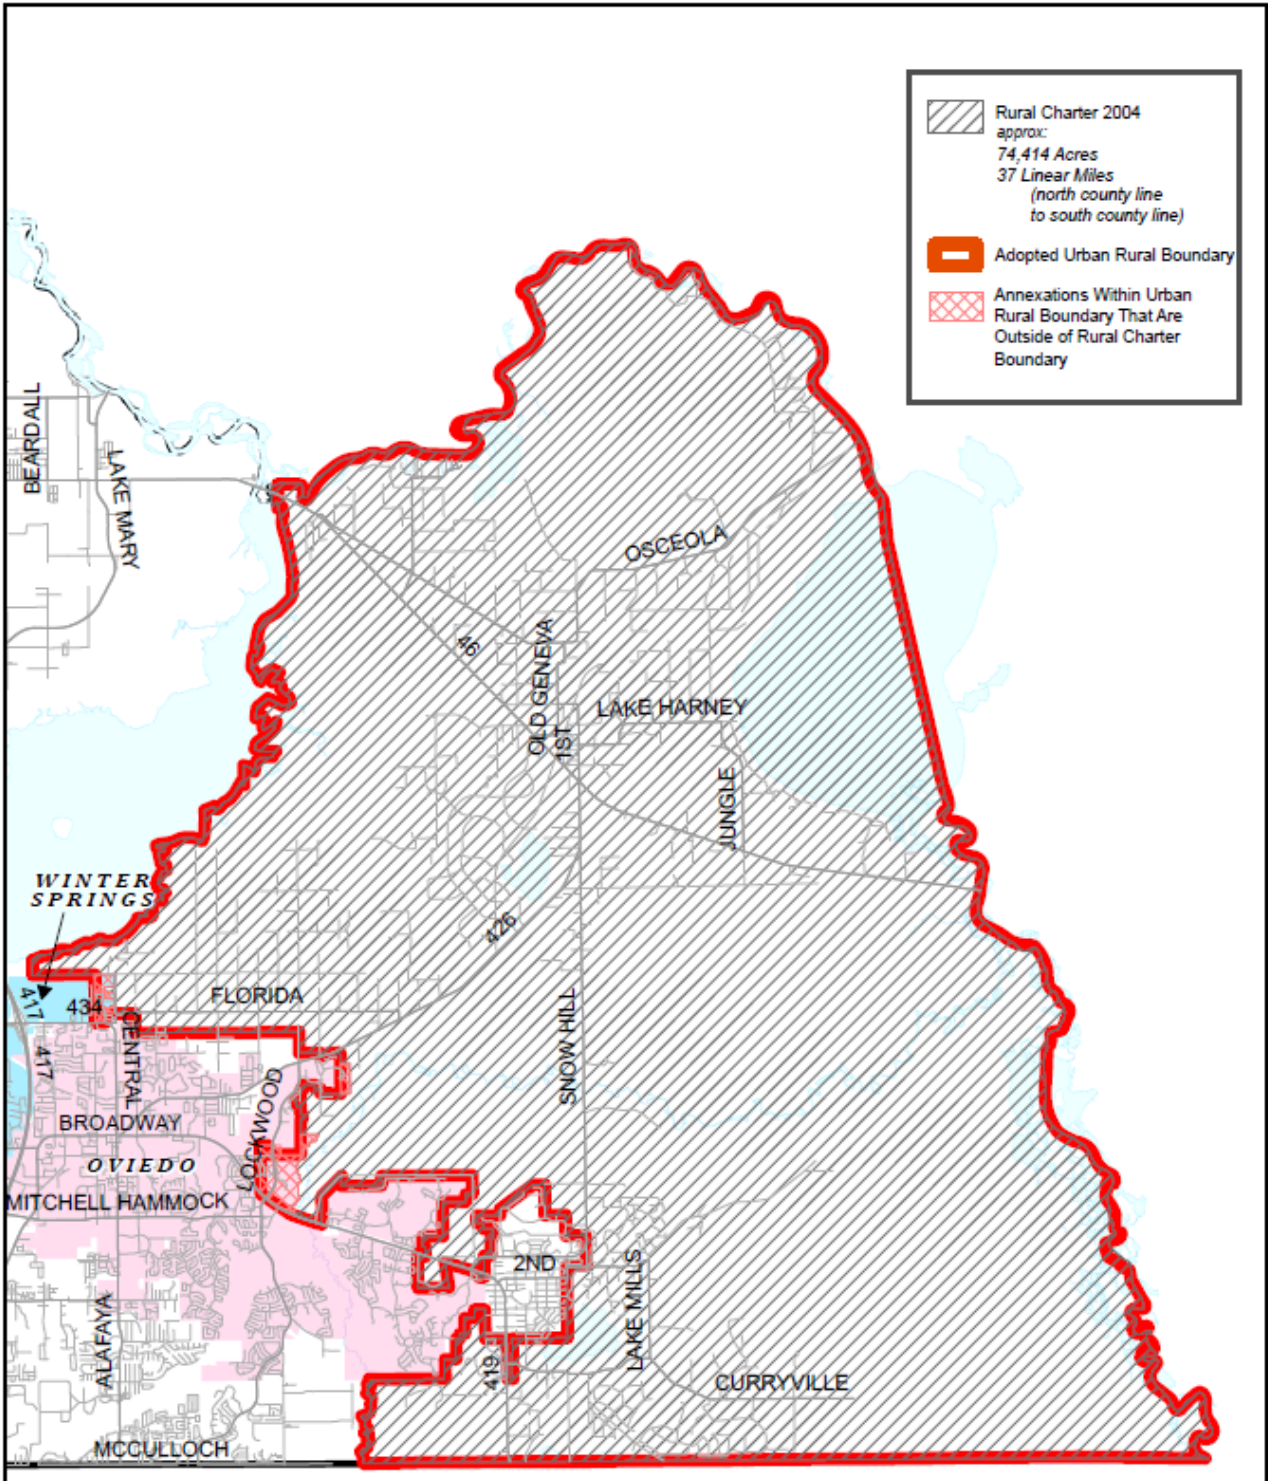 Rural Charter 2004
approx:
74,414 Acres
37 Linear Miles
(north county line
to south county line)
Adopted Urban Rural Boundary
Annexations Within Urban
Rural Boundary That Are
Outside of Rural Charter
Boundary
BEARDALL
LAKE MARY
OSCEOLA
46
OLD GENEVA
1ST
LAKE HARNEY
JUNGLE
WINTER
SPRINGS
426
417
434
FLORIDA
CENTRAL
417
SNOW HILL
LOCKWOOD
BROADWAY
OVIEDO
MITCHELL HAMMOCK
2ND
LAKE MILLS
ALAFAYA
419
CURRYVILLE
MCCULLOCH